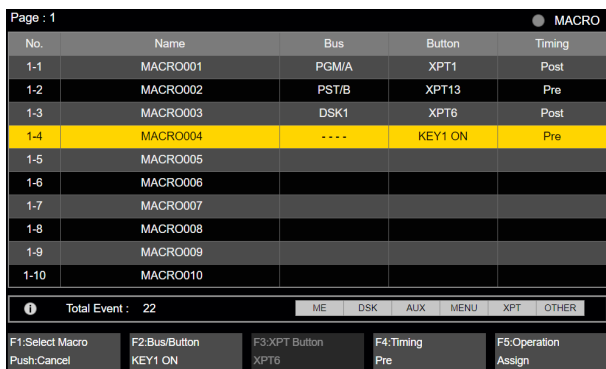 Page : 1 MACRO
No. Name Bus Button Timing
1-1 MACRO001 PGM/A XPT1 Post
1-2 MACRO002 PST/B XPT13 Pre
1-3 MACRO003 DSK1 XPT6 Post
1-4 MACRO004 - - - - KEY1 ON Pre
1-5 MACRO005
1-6 MACRO006
1-7 MACRO007
1-8 MACRO008
1-9 MACRO009
1-10 MACRO010
i Total Event : 22 ME DSK AUX MENU XPT OTHER
F1:Select Macro F2:Bus/Button F3:XPT Button F4:Timing F5:Operation
Push:Cancel KEY1 ON XPT6 Pre Assign